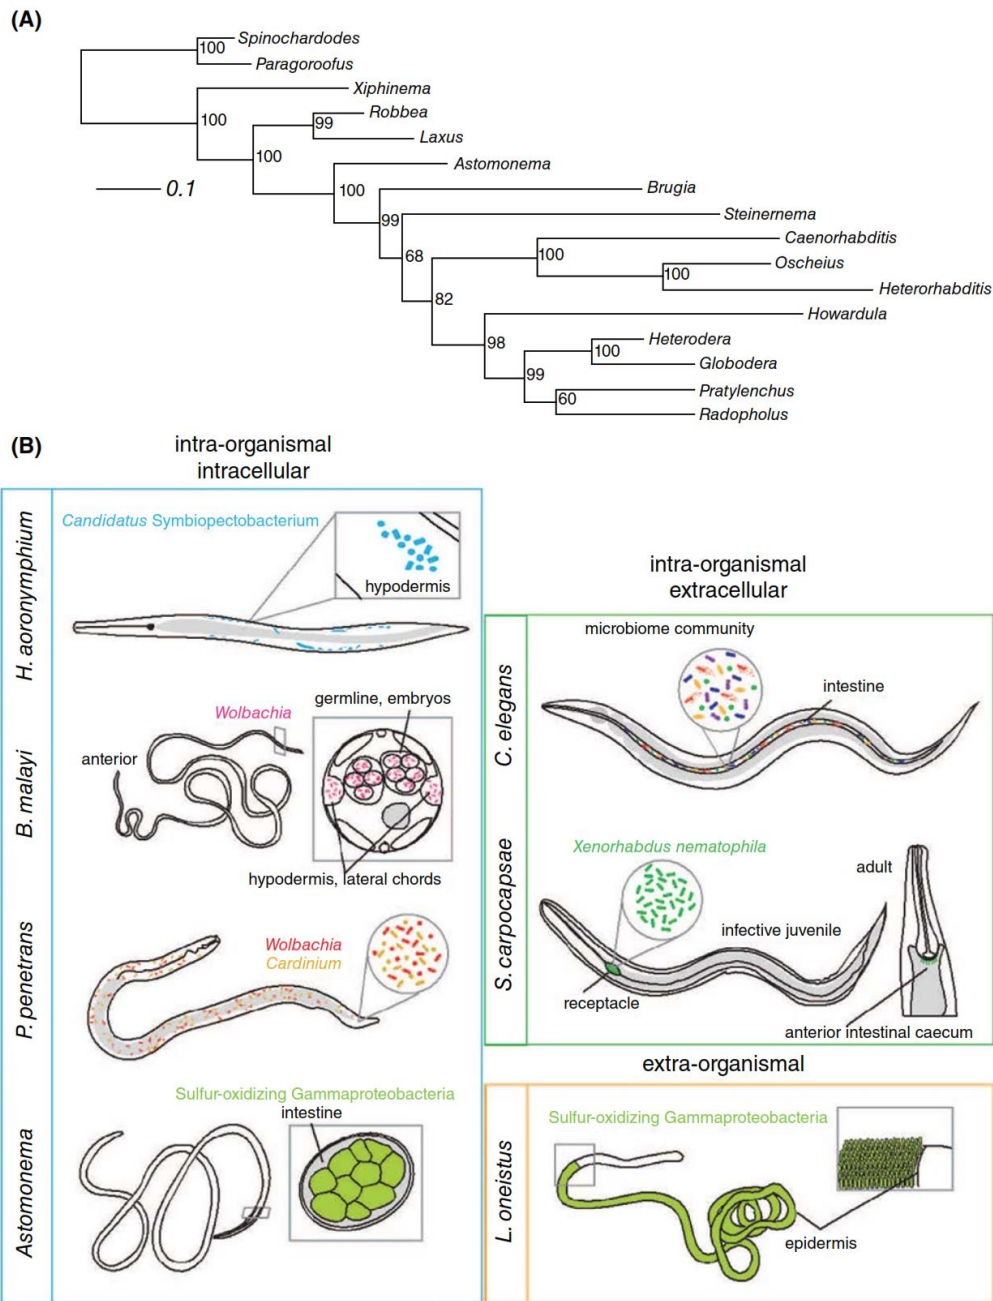 (A)
Spinochardodes
100
Paragoroofus
Xiphinema
Robbea
100
99
Laxus
100
Astomonema
0.1
100
Brugia
99
Steinernema
Caenorhabditis
68
100
Oscheius
100
Heterorhabditis
82
Howardula
98
Heterodera
100
Globodera
99
Pratylenchus
60
Radopholus
(B)
intra-organismal
intracellular
H. aoronymphium
Candidatus Symbiopectobacterium
hypodermis
B. malayi
Wolbachia
germline, embryos
anterior
hypodermis, lateral chords
P. penetrans
Wolbachia
Cardinium
Astomonema
Sulfur-oxidizing Gammaproteobacteria
intestine
intra-organismal
extracellular
C. elegans
microbiome community
intestine
S. carpocapsae
Xenorhabdus nematophila
adult
infective juvenile
receptacle
anterior intestinal caecum
extra-organismal
L. oneistus
Sulfur-oxidizing Gammaproteobacteria
epidermis